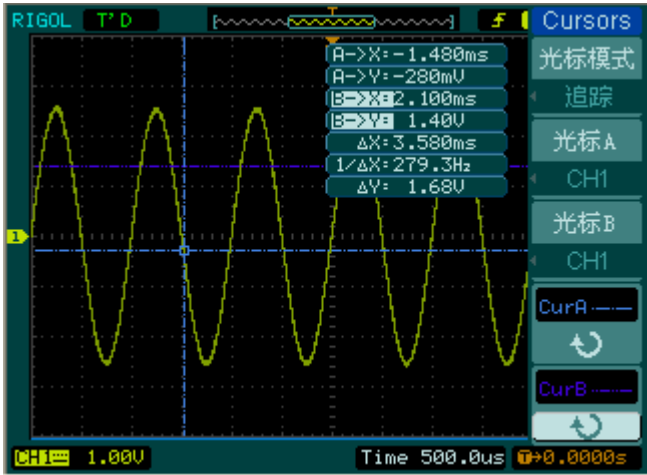 RIGOL T'D T Cursors
A->X:-1.480ms
A->Y:-280mV
B->X:2.100ms
B->Y: 1.40V
ΔX:3.580ms
1/ΔX:279.3Hz
ΔY: 1.68V
光标模式
追踪
光标A
CH1
光标B
CH1
CurA
CurB
1
CH1 1.00V Time 500.0us T→0.0000s